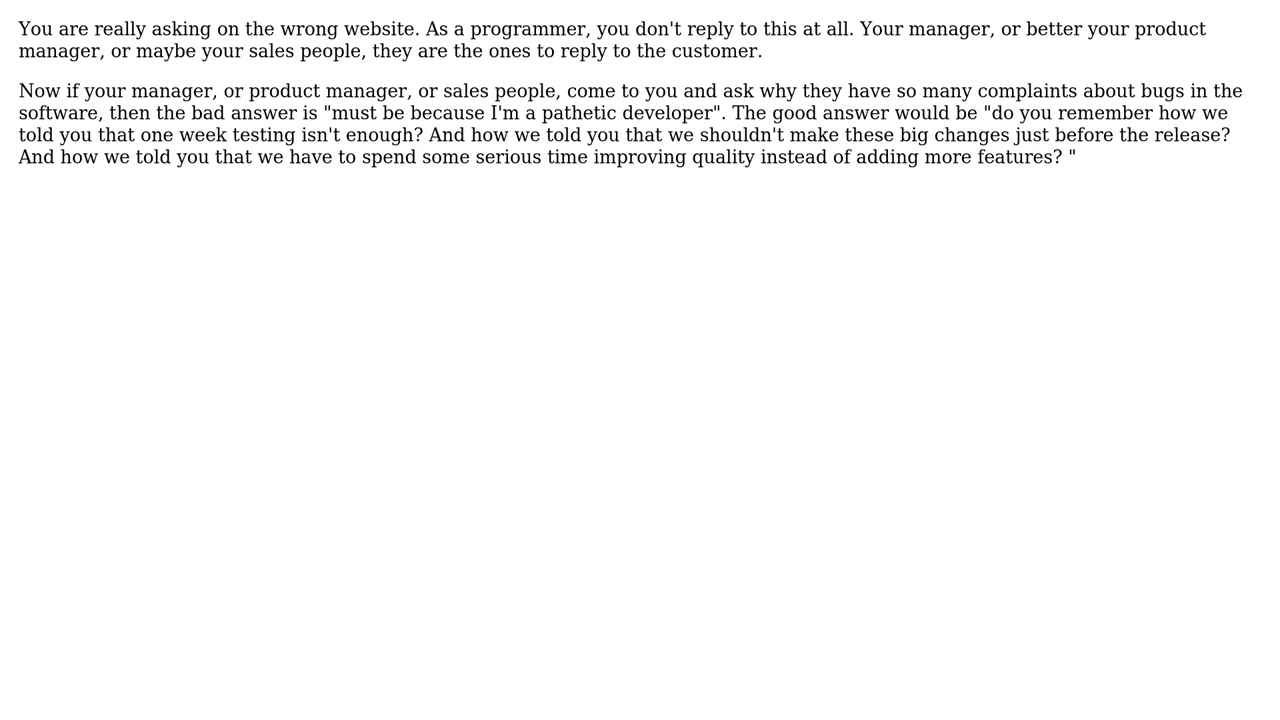 You are really asking on the wrong website. As a programmer, you don't reply to this at all. Your manager, or better your product
manager, or maybe your sales people, they are the ones to reply to the customer.
Now if your manager, or product manager, or sales people, come to you and ask why they have so many complaints about bugs in the
software, then the bad answer is "must be because I'm a pathetic developer". The good answer would be "do you remember how we
told you that one week testing isn't enough? And how we told you that we shouldn't make these big changes just before the release?
And how we told you that we have to spend some serious time improving quality instead of adding more features? "